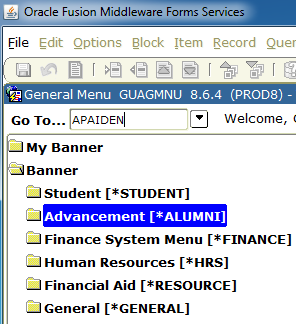 Oracle Fusion Middleware Forms Services
File Edit Options Block Item Record Quer
General Menu GUAGMNU 8.6.4 (PROD8)
Go To... APAIDEN Welcome,
My Banner
Banner
Student [*STUDENT]
Advancement [*ALUMNI]
Finance System Menu [*FINANCE]
Human Resources [*HRS]
Financial Aid [*RESOURCE]
General [*GENERAL]